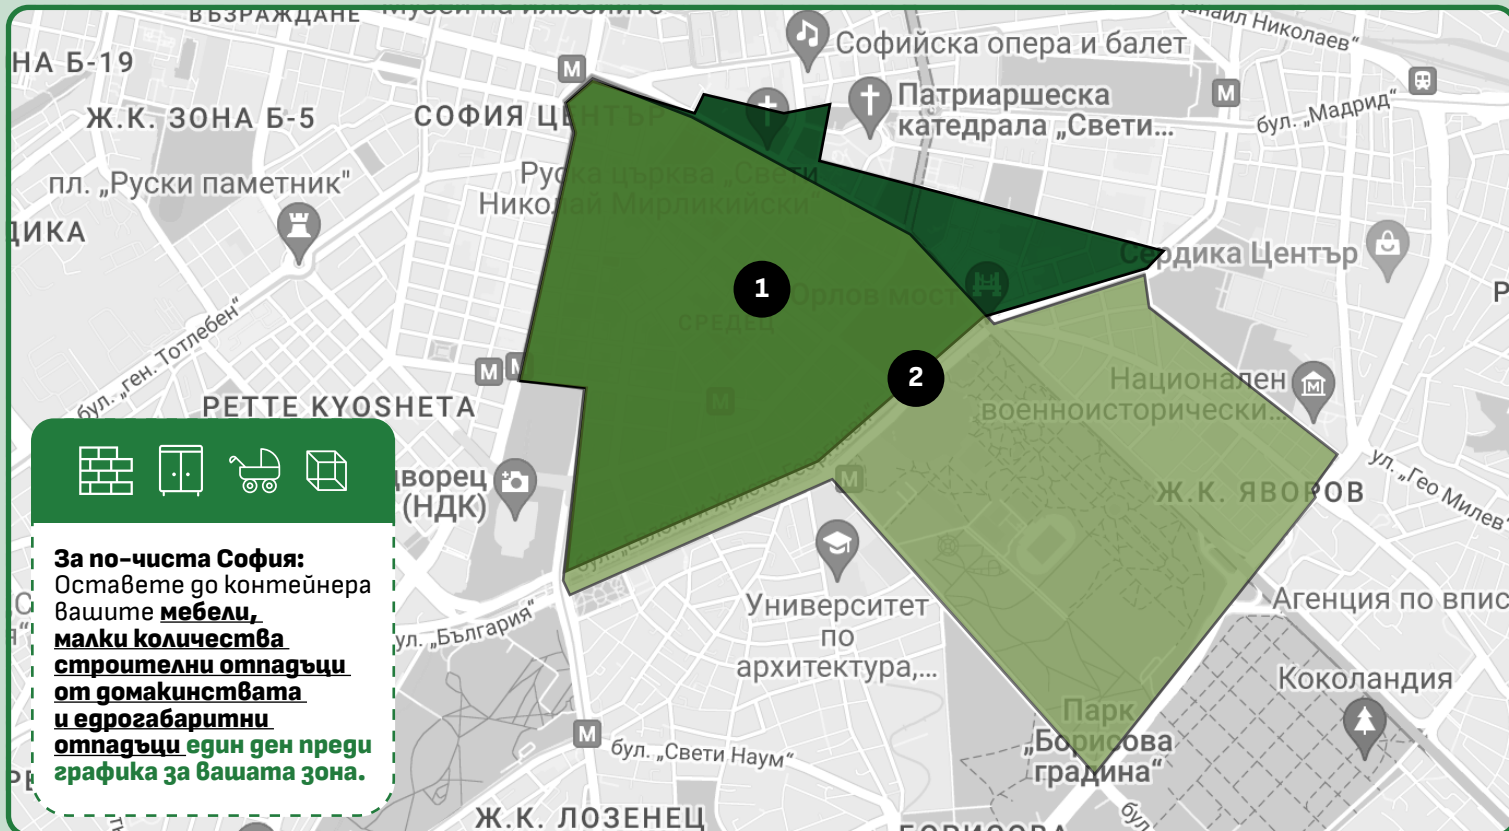 ВЪЗРАЖДАНЕ
НА Б-19
Софийска опера и балет
Ж.К. ЗОНА Б-5
СОФИЯ ЦЕНТЪР
Патриаршеска
катедрала „Свети...
бул. „Мадрид“
пл. „Руски паметник"
Руска църква „Свети
Николай Мирликийски“
ДИКА
Сердика Център
1
Орлов мост
СРЕДЕЦ
бул. „ген. Тотлебен“
2
Национален
военноисторически...
РЕТТЕ KYOSHETA
ул. „Гео Милев“
Ж.К. ЯВОРОВ
дворец
(НДК)
Университет
по
архитектура,...
Агенция по впис
ул. „България“
Коколандия
Парк
„Борисова
градина“
бул. „Свети Наум“
Ж.К. ЛОЗЕНЕЦ
бул.
За по-чиста София:
Оставете до контейнера
вашите мебели,
малки количества
строителни отпадъци
от домакинствата
и едрогабаритни
отпадъци един ден преди
графика за вашата зона.